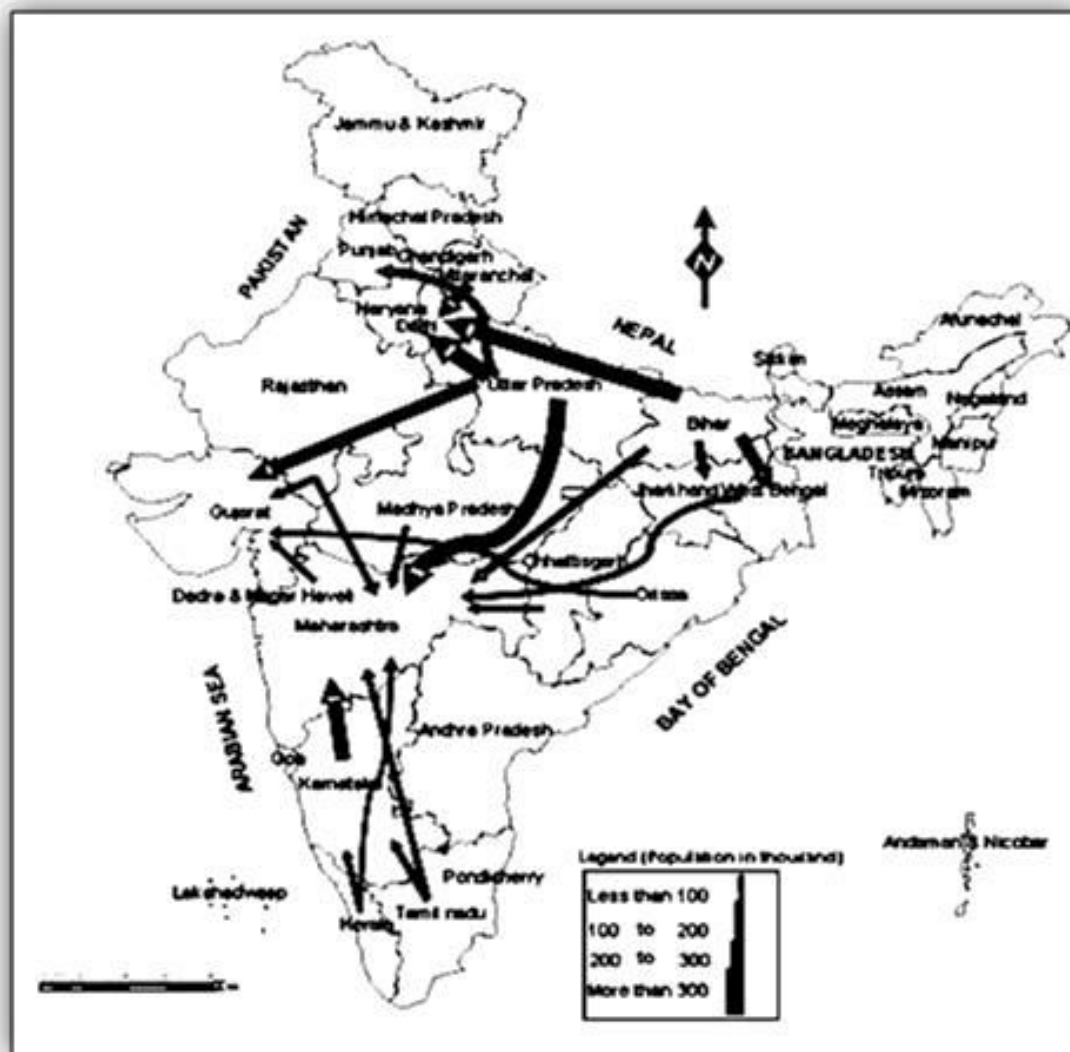 Jammu & Kashmir
Himachal Pradesh
Punjab
Chandigarh
Uttaranchal
PAKISTAN
Haryana
Delhi
N
NEPAL
Arunachal
Sikkim
Rajasthan
Uttar Pradesh
Assam
Nagaland
Bihar
Meghalaya
Manipur
BANGLADESH
Tripura
Mizoram
Jharkhand
West Bengal
Gujarat
Madhya Pradesh
Chhattisgarh
Dadra & Nagar Haveli
Orissa
Maharashtra
BAY OF BENGAL
ARABIAN SEA
Andhra Pradesh
Goa
Karnataka
Andaman & Nicobar
Legend (Population in thousand)
Pondicherry
Lakshadweep
Tamil nadu
Kerala
Less than 100
100 to 200
200 to 300
More than 300